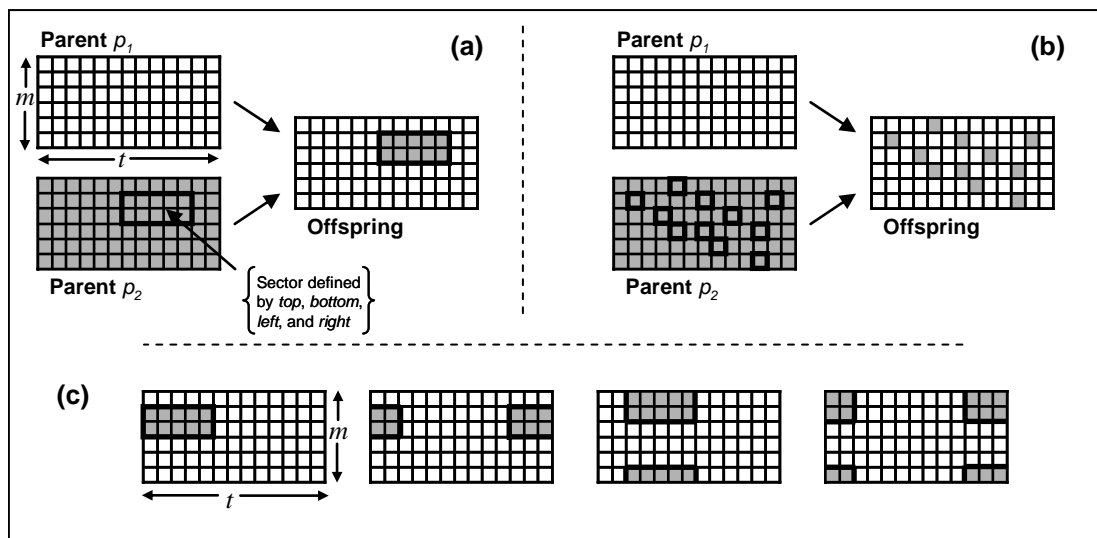 Parent p1
(a)
m
t
Parent p2
Offspring
Sector defined
by top, bottom,
left, and right
Parent p1
(b)
Parent p2
Offspring
(c)
m
t